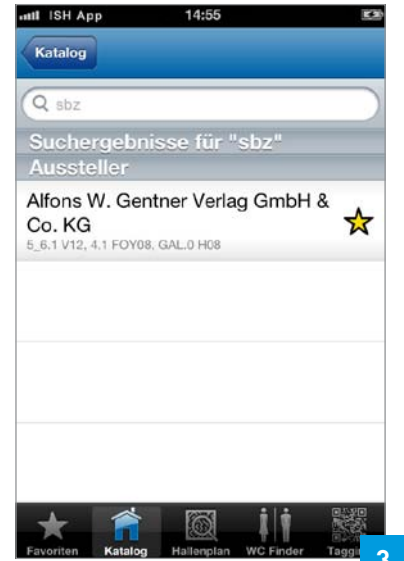 ISH App 14:55
Katalog
sbz
Suchergebnisse für "sbz"
Aussteller
Alfons W. Gentner Verlag GmbH &
Co. KG
5_6.1 V12, 4.1 FOY08, GAL.0 H08
Favoriten Katalog Hallenplan WC Finder Taggin
3